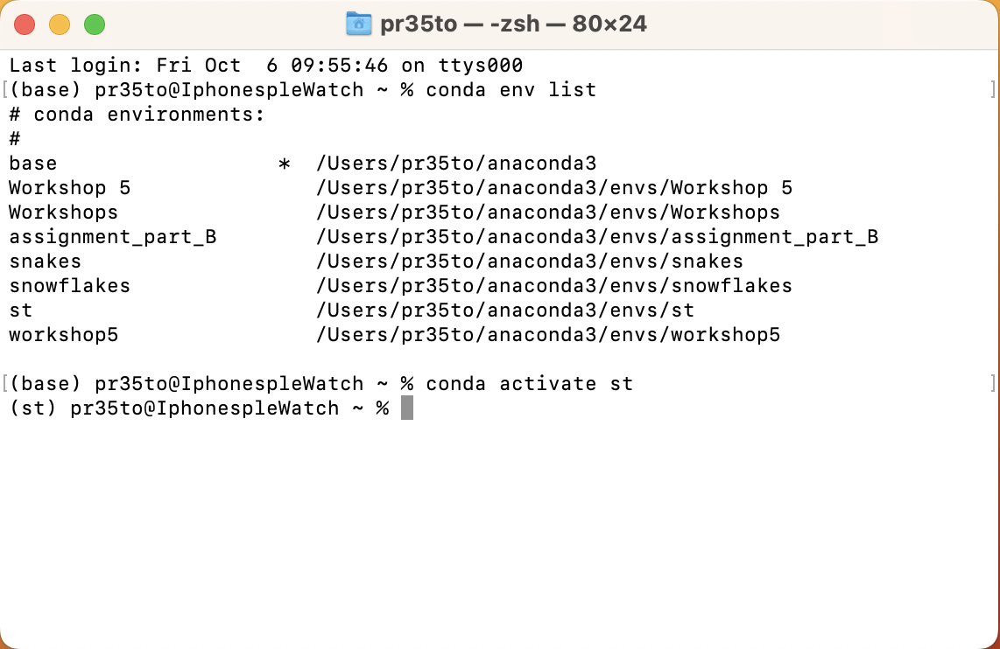 pr35to — -zsh — 80×24
Last login: Fri Oct  6 09:55:46 on ttys000
[(base) pr35to@IphonespleWatch ~ % conda env list ]
# conda environments:
#
base                  *  /Users/pr35to/anaconda3
Workshop 5               /Users/pr35to/anaconda3/envs/Workshop 5
Workshops                /Users/pr35to/anaconda3/envs/Workshops
assignment_part_B        /Users/pr35to/anaconda3/envs/assignment_part_B
snakes                   /Users/pr35to/anaconda3/envs/snakes
snowflakes               /Users/pr35to/anaconda3/envs/snowflakes
st                       /Users/pr35to/anaconda3/envs/st
workshop5                /Users/pr35to/anaconda3/envs/workshop5
[(base) pr35to@IphonespleWatch ~ % conda activate st ]
(st) pr35to@IphonespleWatch ~ %